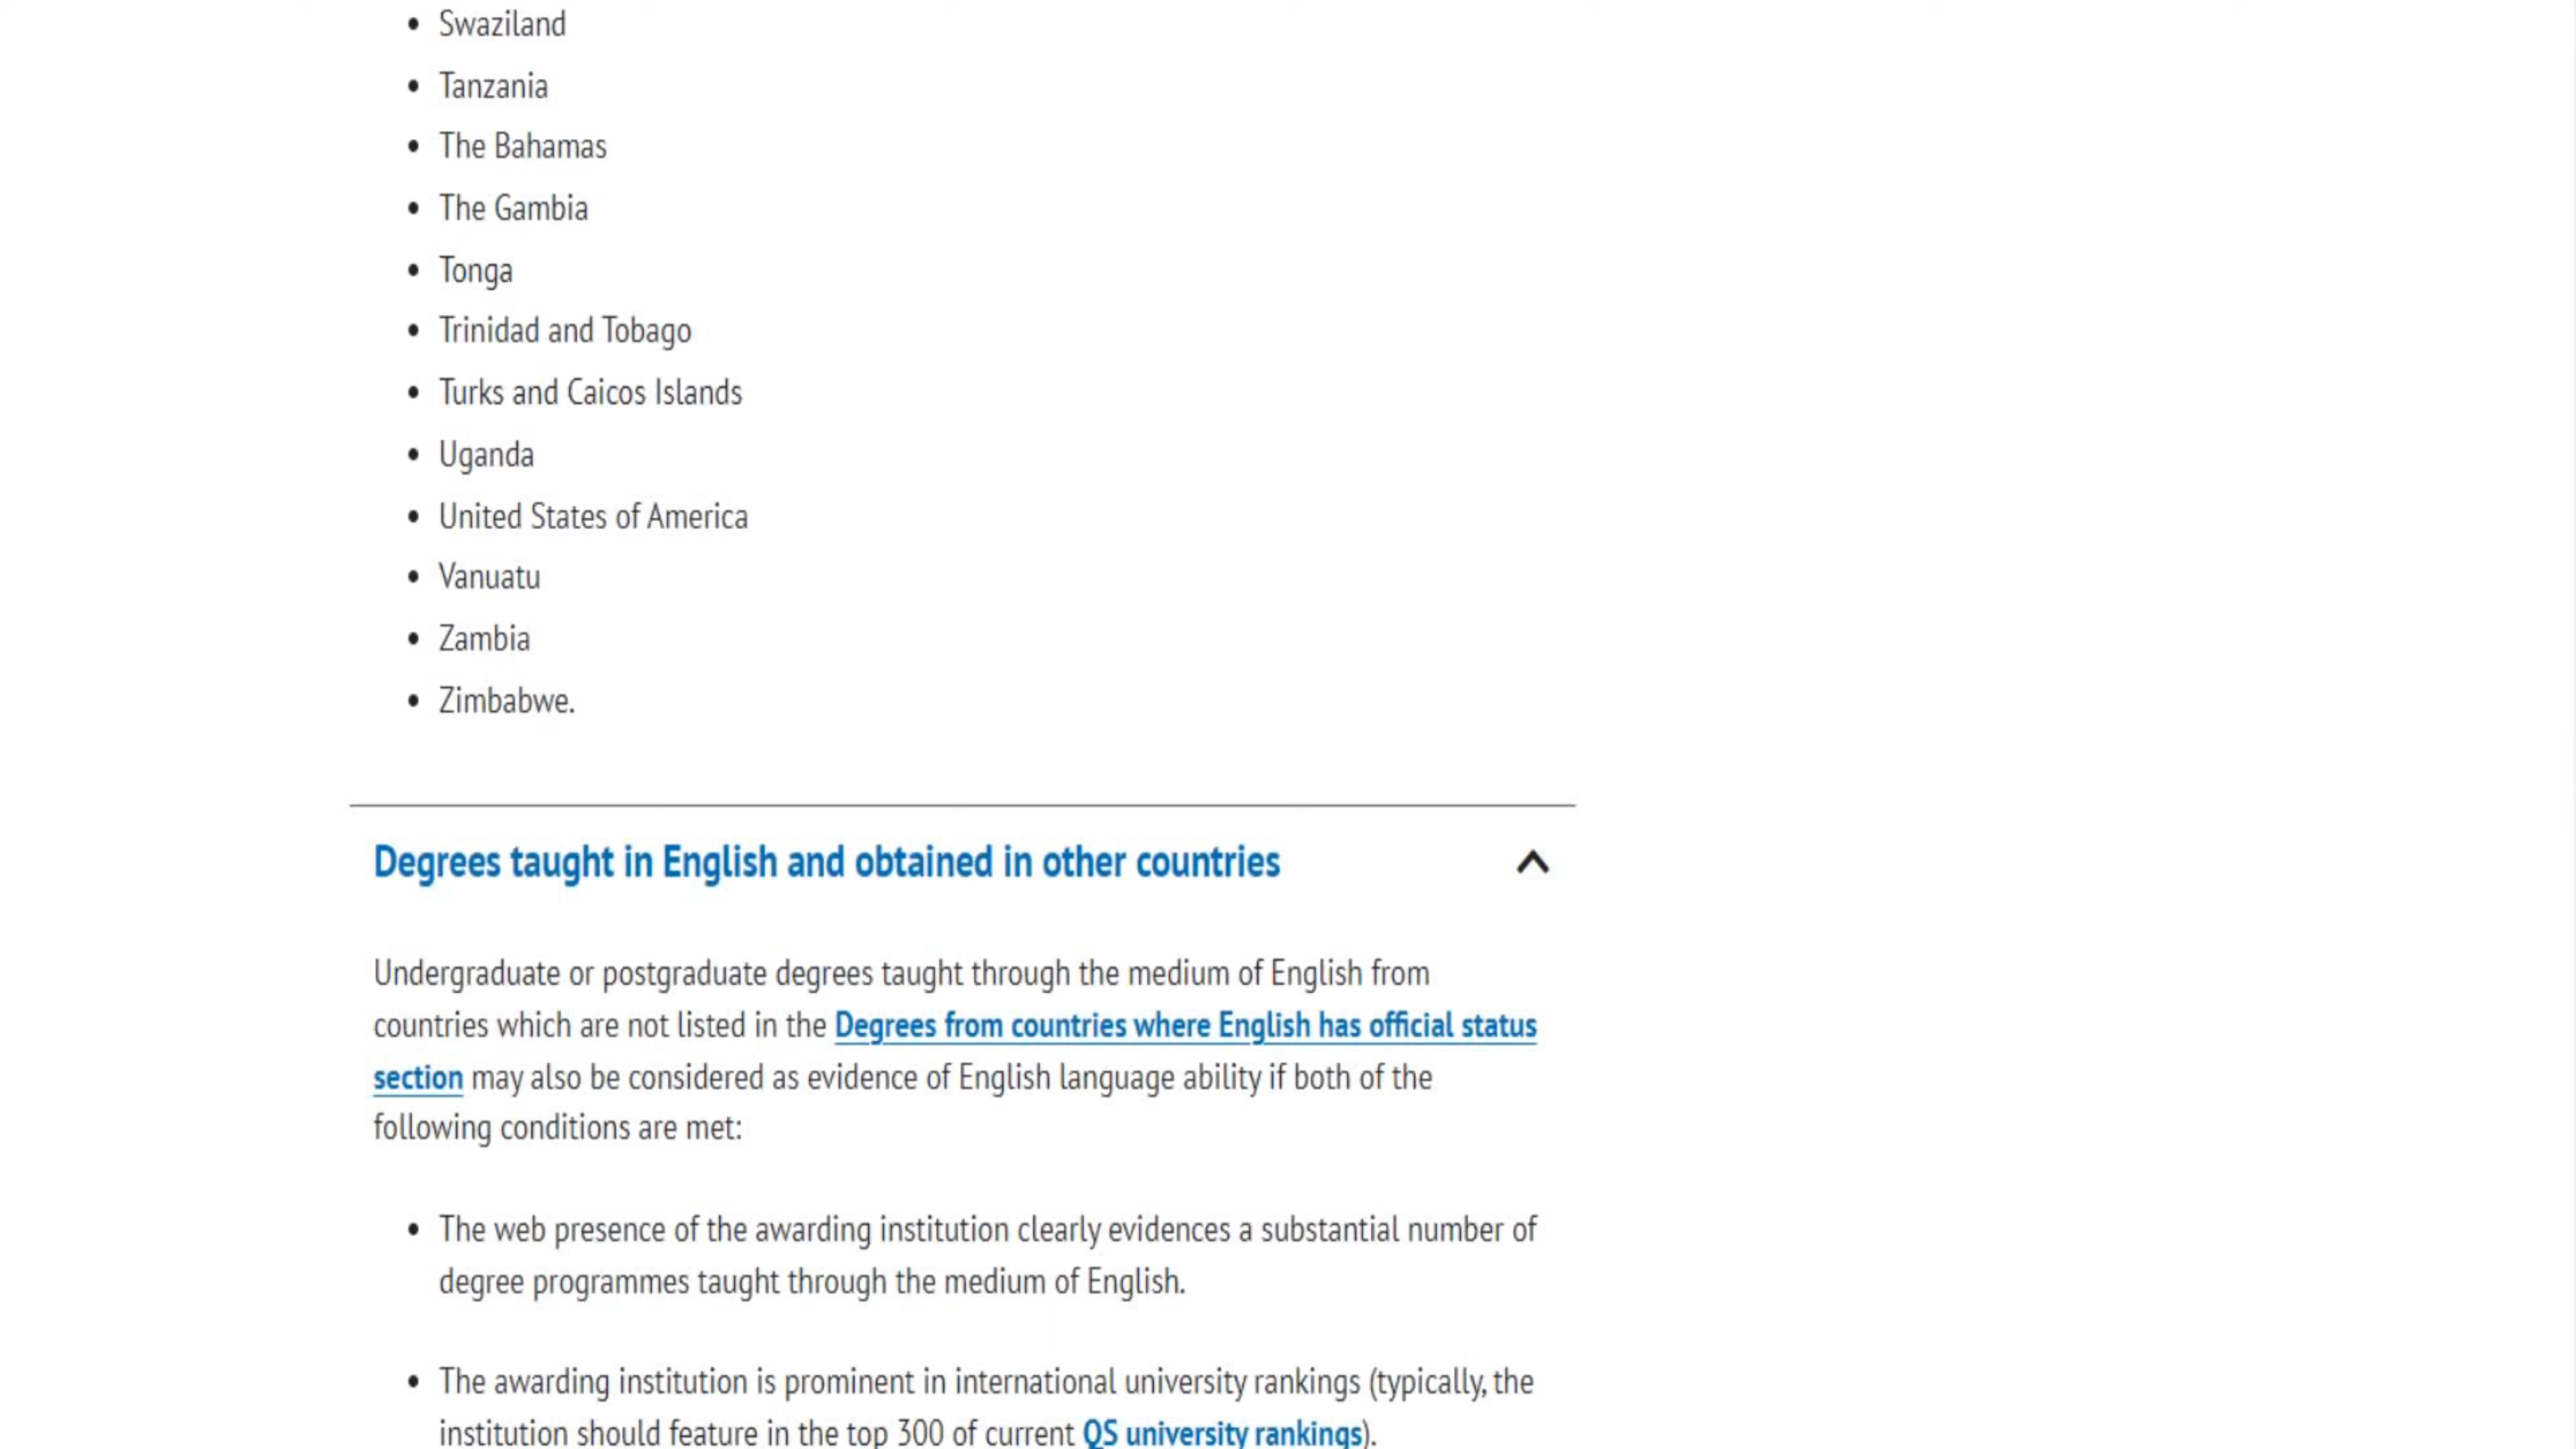 • Swaziland
• Tanzania
• The Bahamas
• The Gambia
• Tonga
• Trinidad and Tobago
• Turks and Caicos Islands
• Uganda
• United States of America
• Vanuatu
• Zambia
• Zimbabwe.
Degrees taught in English and obtained in other countries
Undergraduate or postgraduate degrees taught through the medium of English from
countries which are not listed in the Degrees from countries where English has official status
section may also be considered as evidence of English language ability if both of the
following conditions are met:
• The web presence of the awarding institution clearly evidences a substantial number of
degree programmes taught through the medium of English.
• The awarding institution is prominent in international university rankings (typically, the
institution should feature in the top 300 of current QS university rankings).